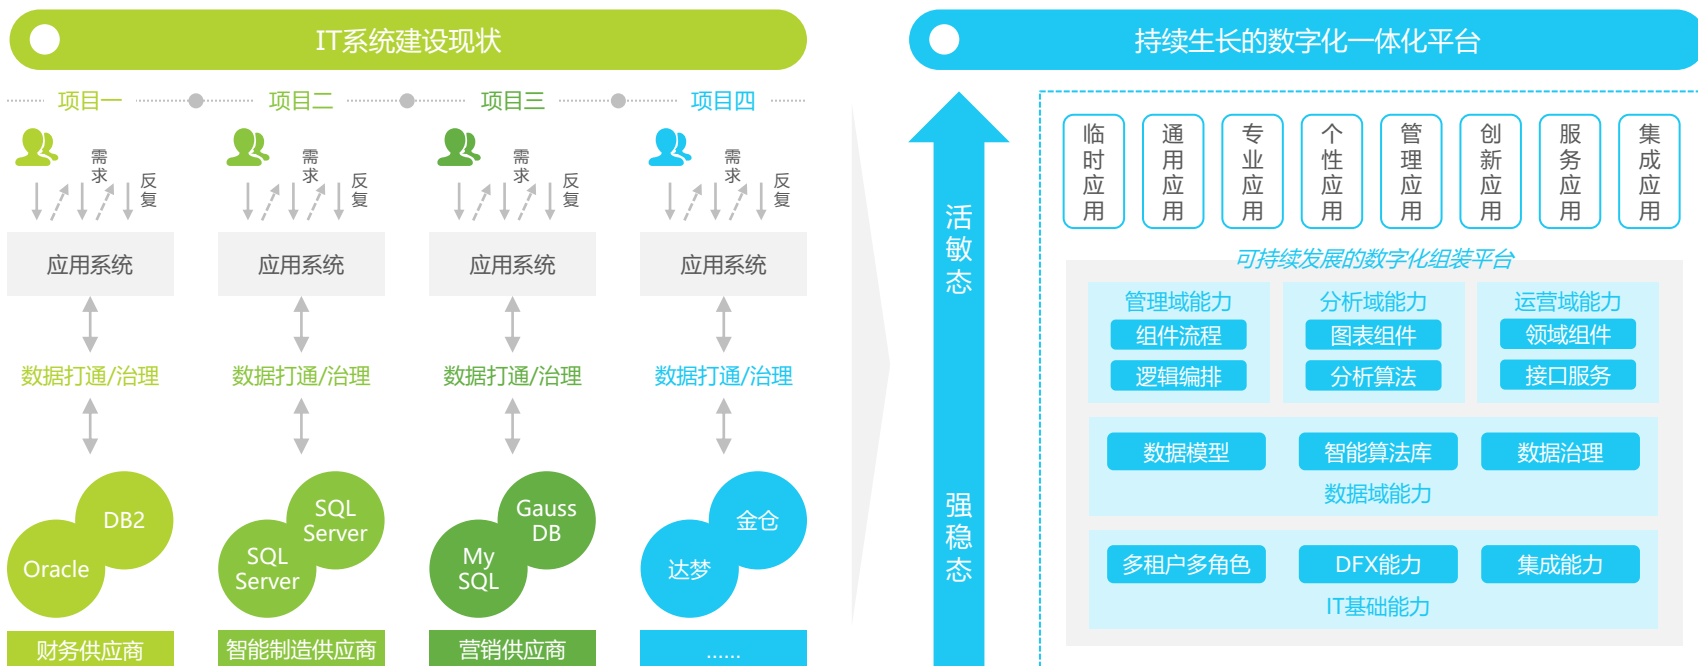 IT系统建设现状
项目一
项目二
项目三
项目四
需求
反复
需求
反复
需求
反复
需求
反复
应用系统
应用系统
应用系统
应用系统
数据打通/治理
数据打通/治理
数据打通/治理
数据打通/治理
DB2
Oracle
SQL
Server
SQL
Server
Gauss
DB
My
SQL
金仓
达梦
财务供应商
智能制造供应商
营销供应商
......
持续生长的数字化一体化平台
活敏态
强稳态
临时应用
通用应用
专业应用
个性应用
管理应用
创新应用
服务应用
集成应用
可持续发展的数字化组装平台
管理域能力
组件流程
逻辑编排
分析域能力
图表组件
分析算法
运营域能力
领域组件
接口服务
数据模型
智能算法库
数据治理
数据域能力
多租户多角色
DFX能力
集成能力
IT基础能力